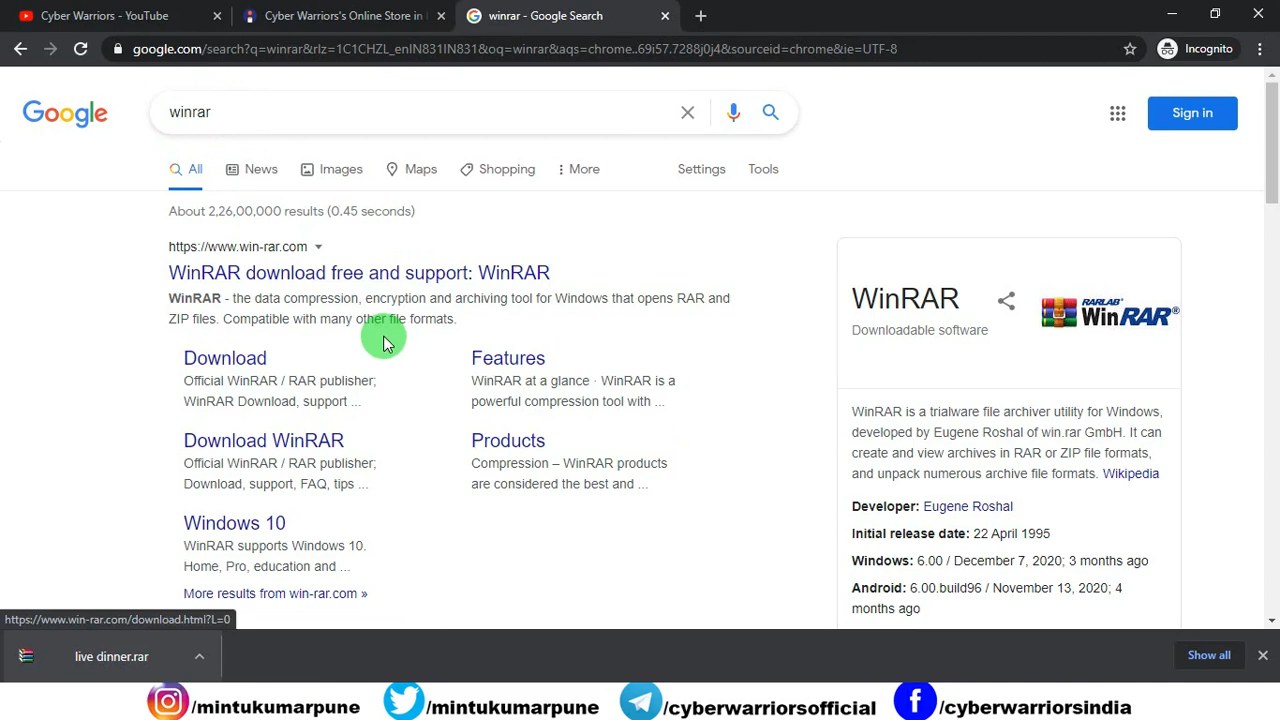 Cyber Warriors - YouTube
Cyber Warriors's Online Store in
winrar - Google Search
google.com/search?q=winrar&rlz=1C1CHZL_enIN831IN831&oq=winrar&aqs=chrome..69i57.7288j0j4&sourceid=chrome&ie=UTF-8
Incognito
Google
winrar
Sign in
All
News
Images
Maps
Shopping
More
Settings
Tools
About 2,26,00,000 results (0.45 seconds)
https://www.win-rar.com
WinRAR download free and support: WinRAR
WinRAR - the data compression, encryption and archiving tool for Windows that opens RAR and
ZIP files. Compatible with many other file formats.
Download
Official WinRAR / RAR publisher;
WinRAR Download, support ...
Features
WinRAR at a glance · WinRAR is a
powerful compression tool with ...
Download WinRAR
Official WinRAR / RAR publisher;
Download, support, FAQ, tips ...
Products
Compression – WinRAR products
are considered the best and ...
Windows 10
WinRAR supports Windows 10.
Home, Pro, education and ...
More results from win-rar.com »
WinRAR
Downloadable software
RARLAB®
WinRAR®
WinRAR is a trialware file archiver utility for Windows,
developed by Eugene Roshal of win.rar GmbH. It can
create and view archives in RAR or ZIP file formats,
and unpack numerous archive file formats. Wikipedia
Developer: Eugene Roshal
Initial release date: 22 April 1995
Windows: 6.00 / December 7, 2020; 3 months ago
Android: 6.00.build96 / November 13, 2020; 4
months ago
https://www.win-rar.com/download.html?L=0
live dinner.rar
Show all
/mintukumarpune
/mintukumarpune
/cyberwarriorsofficial
/cyberwarriorsindia